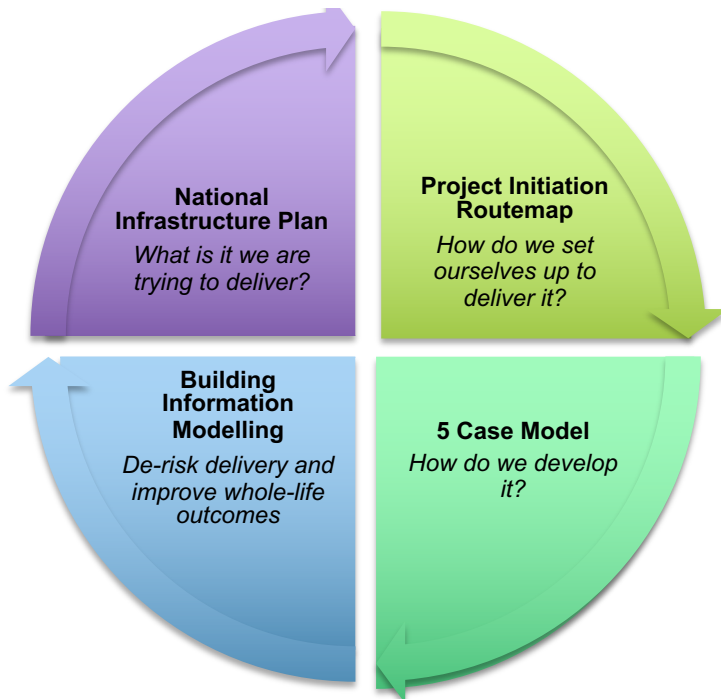 National
Infrastructure Plan
What is it we are
trying to deliver?
Project Initiation
Routemap
How do we set
ourselves up to
deliver it?
5 Case Model
How do we develop
it?
Building
Information
Modelling
De-risk delivery and
improve whole-life
outcomes